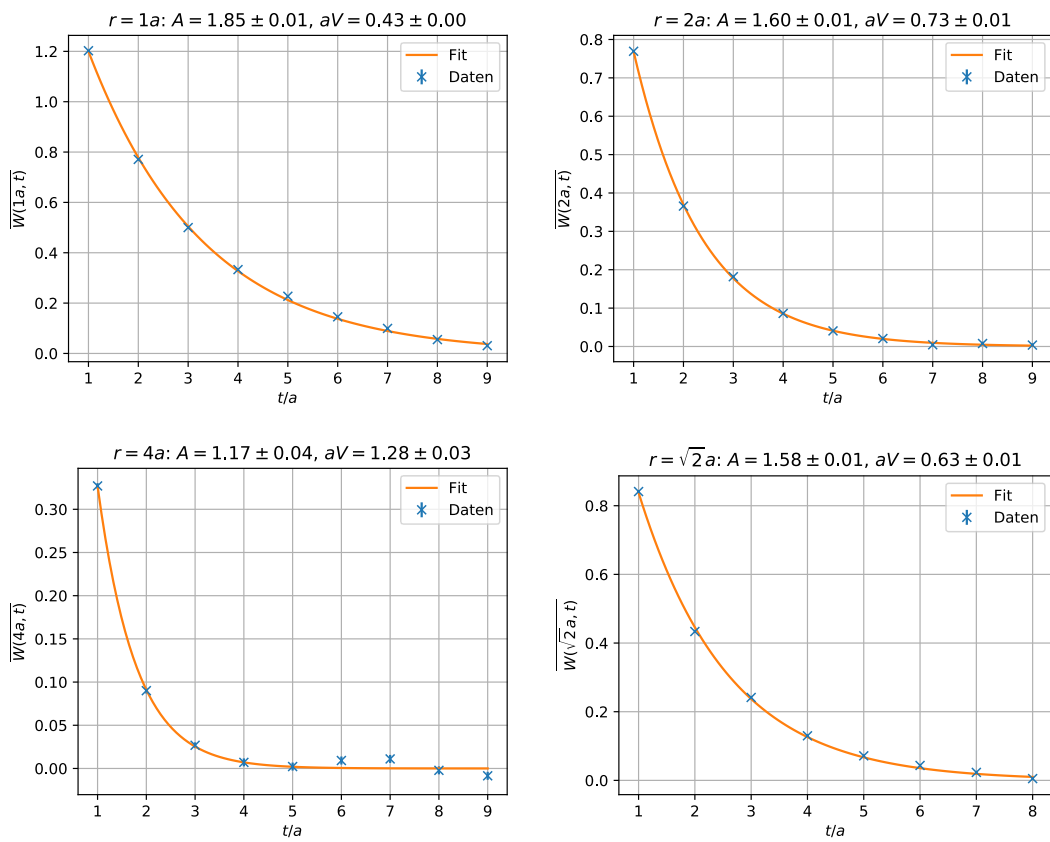 r = 1a: A = 1.85 ± 0.01, aV = 0.43 ± 0.00
1.2
1.0
0.8
0.6
0.4
0.2
0.0
W(1a, t)
Fit
Daten
1 2 3 4 5 6 7 8 9
t/a
r = 2a: A = 1.60 ± 0.01, aV = 0.73 ± 0.01
0.8
0.7
0.6
0.5
0.4
0.3
0.2
0.1
0.0
W(2a, t)
Fit
Daten
1 2 3 4 5 6 7 8 9
t/a
r = 4a: A = 1.17 ± 0.04, aV = 1.28 ± 0.03
0.30
0.25
0.20
0.15
0.10
0.05
0.00
W(4a, t)
Fit
Daten
1 2 3 4 5 6 7 8 9
t/a
r = √2a: A = 1.58 ± 0.01, aV = 0.63 ± 0.01
0.8
0.6
0.4
0.2
0.0
W(√2a, t)
Fit
Daten
1 2 3 4 5 6 7 8
t/a